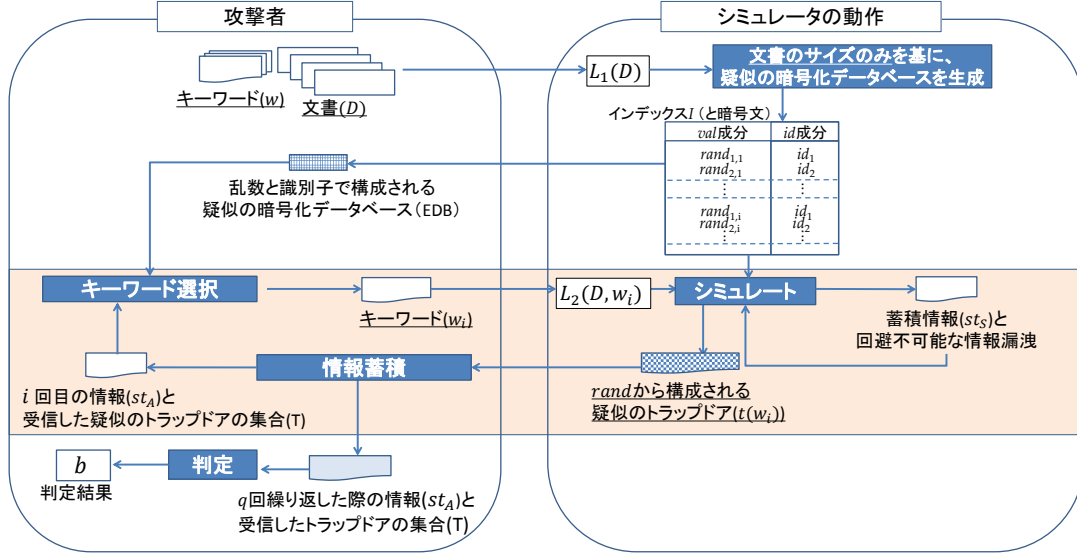 攻撃者
シミュレータの動作
キーワード(w)
文書(D)
L₁(D)
文書のサイズのみを基に、
疑似の暗号化データベースを生成
インデックスI（と暗号文）
val成分 id成分
rand₁,₁ id₁
rand₂,₁ id₂
⋮ ⋮
rand₁,ᵢ id₁
rand₂,ᵢ id₂
⋮ ⋮
乱数と識別子で構成される
疑似の暗号化データベース（EDB）
キーワード選択
キーワード(wᵢ)
L₂(D, wᵢ)
シミュレート
蓄積情報(st_S)と
回避不可能な情報漏洩
情報蓄積
i 回目の情報(st_A)と
受信した疑似のトラップドアの集合(T)
randから構成される
疑似のトラップドア(t(wᵢ))
b
判定結果
判定
q回繰り返した際の情報(st_A)と
受信したトラップドアの集合(T)